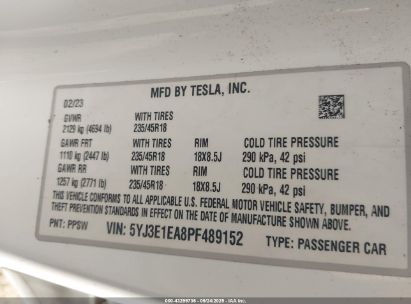 MFD BY TESLA, INC.
02/23
GVWR WITH TIRES
2129 kg (4694 lb) 235/45R18
GAWR FRT WITH TIRES RIM COLD TIRE PRESSURE
1110 kg (2447 lb) 235/45R18 18X8.5J 290 kPa, 42 psi
GAWR RR WITH TIRES RIM COLD TIRE PRESSURE
1257 kg (2771 lb) 235/45R18 18X8.5J 290 kPa, 42 psi
THIS VEHICLE CONFORMS TO ALL APPLICABLE U.S. FEDERAL MOTOR VEHICLE SAFETY, BUMPER, AND
THEFT PREVENTION STANDARDS IN EFFECT ON THE DATE OF MANUFACTURE SHOWN ABOVE.
PNT: PPSW VIN: 5YJ3E1EA8PF489152 TYPE: PASSENGER CAR